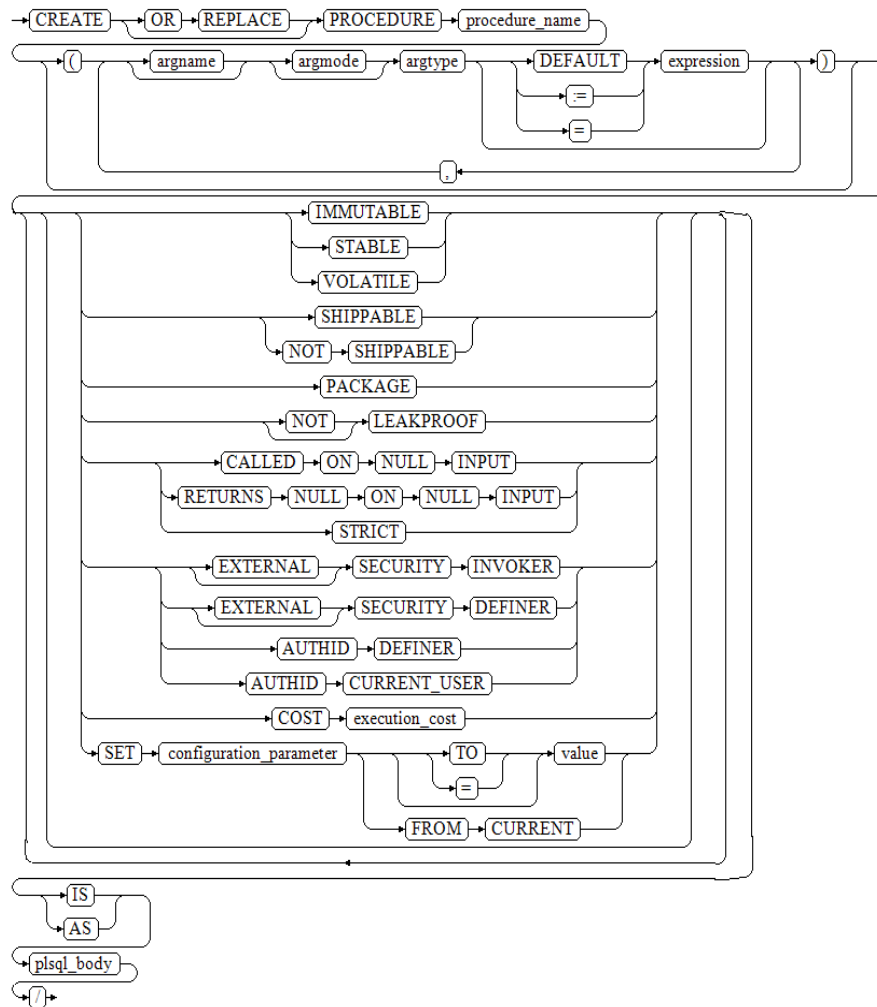 CREATE OR REPLACE PROCEDURE procedure_name
( argname argmode argtype DEFAULT expression )
:=
=
,
IMMUTABLE
STABLE
VOLATILE
SHIPPABLE
NOT SHIPPABLE
PACKAGE
NOT LEAKPROOF
CALLED ON NULL INPUT
RETURNS NULL ON NULL INPUT
STRICT
EXTERNAL SECURITY INVOKER
EXTERNAL SECURITY DEFINER
AUTHID DEFINER
AUTHID CURRENT_USER
COST execution_cost
SET configuration_parameter TO value
=
FROM CURRENT
IS
AS
plsql_body
/